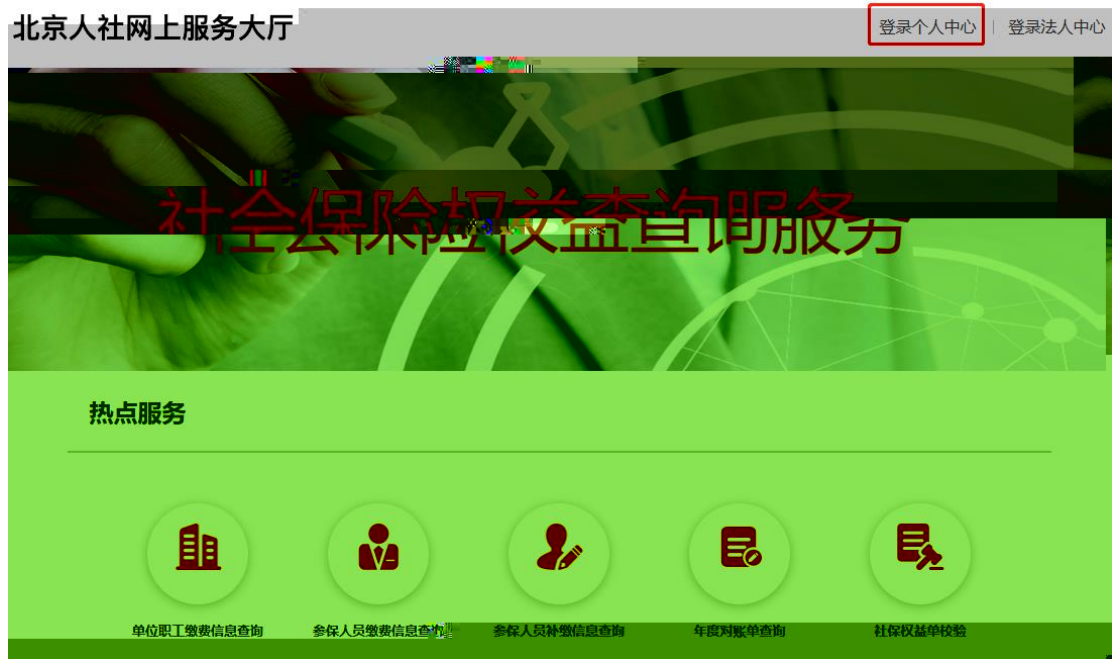 北京人社网上服务大厅
登录个人中心 | 登录法人中心
社会保险权益查询服务
热点服务
单位职工缴费信息查询 参保人员缴费信息查询 参保人员补缴信息查询 年度对账单查询 社保权益单校验